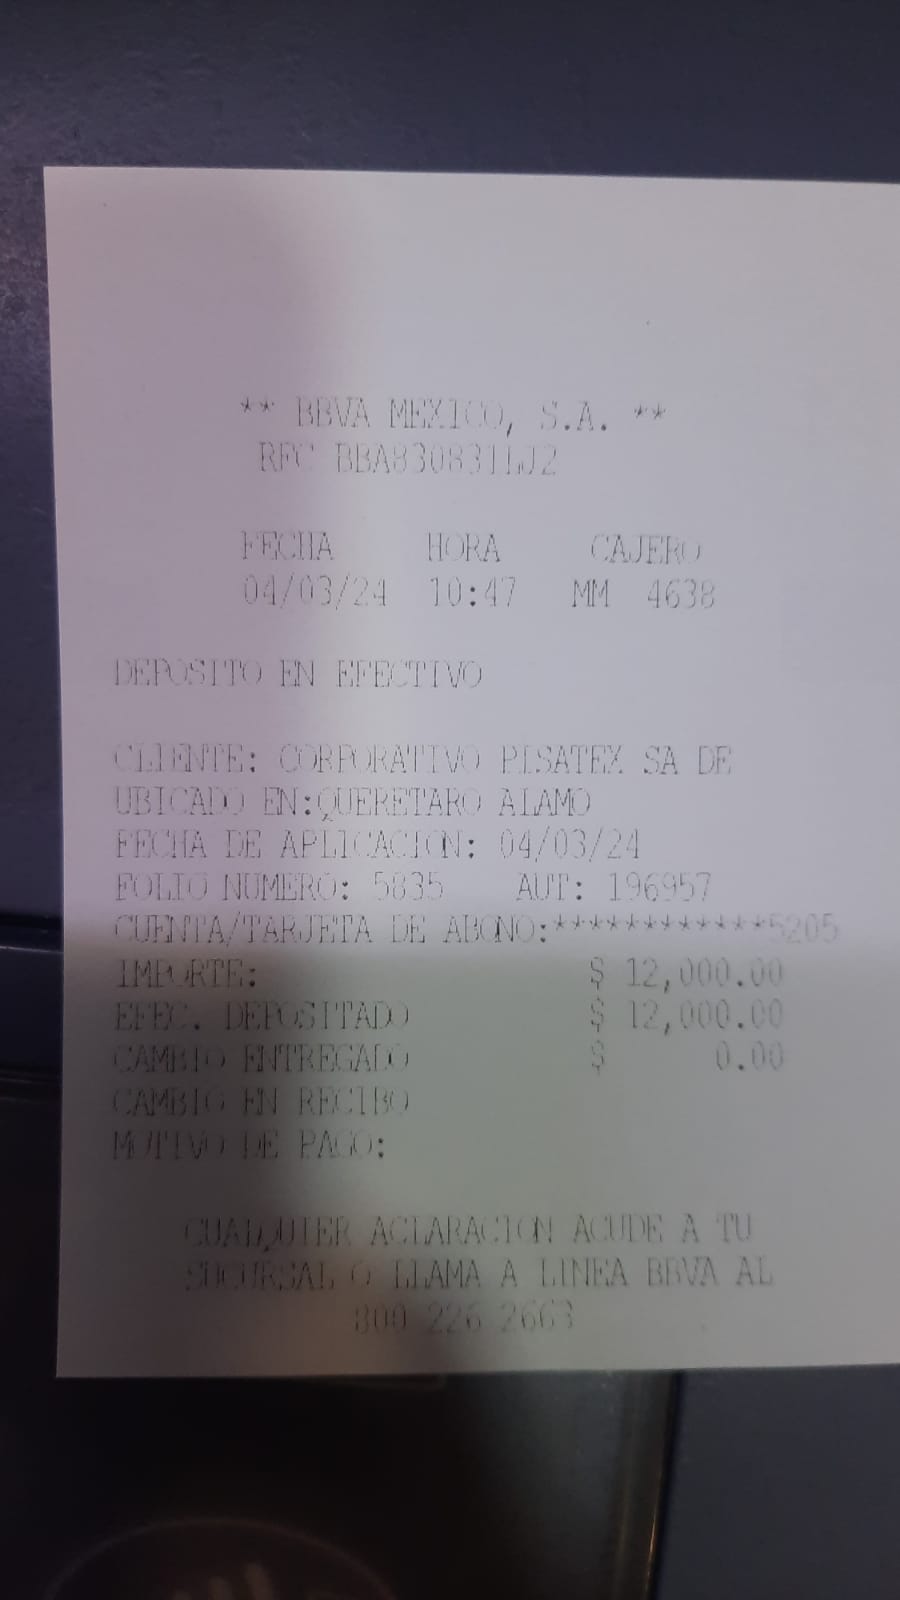 ** BBVA MEXICO, S.A. **
RFC BBA830831LJ2
FECHA HORA CAJERO
04/03/24 10:47 MM 4638
DEPOSITO EN EFECTIVO
CLIENTE: CORPORATIVO PISATEX SA DE
UBICADO EN:QUERETARO ALAMO
FECHA DE APLICACION: 04/03/24
FOLIO NUMERO: 5835 AUT: 196957
CUENTA/TARJETA DE ABONO:************5205
IMPORTE: $ 12,000.00
EFEC. DEPOSITADO $ 12,000.00
CAMBIO ENTREGADO $ 0.00
CAMBIO EN RECIBO
MOTIVO DE PAGO:
CUALQUIER ACLARACION ACUDE A TU
SUCURSAL O LLAMA A LINEA BBVA AL
800 226 2663